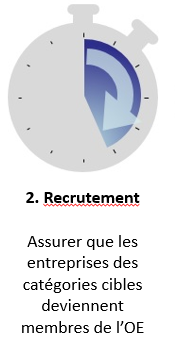 2. Recrutement
Assurer que les
entreprises des
catégories cibles
deviennent
membres de l’OE